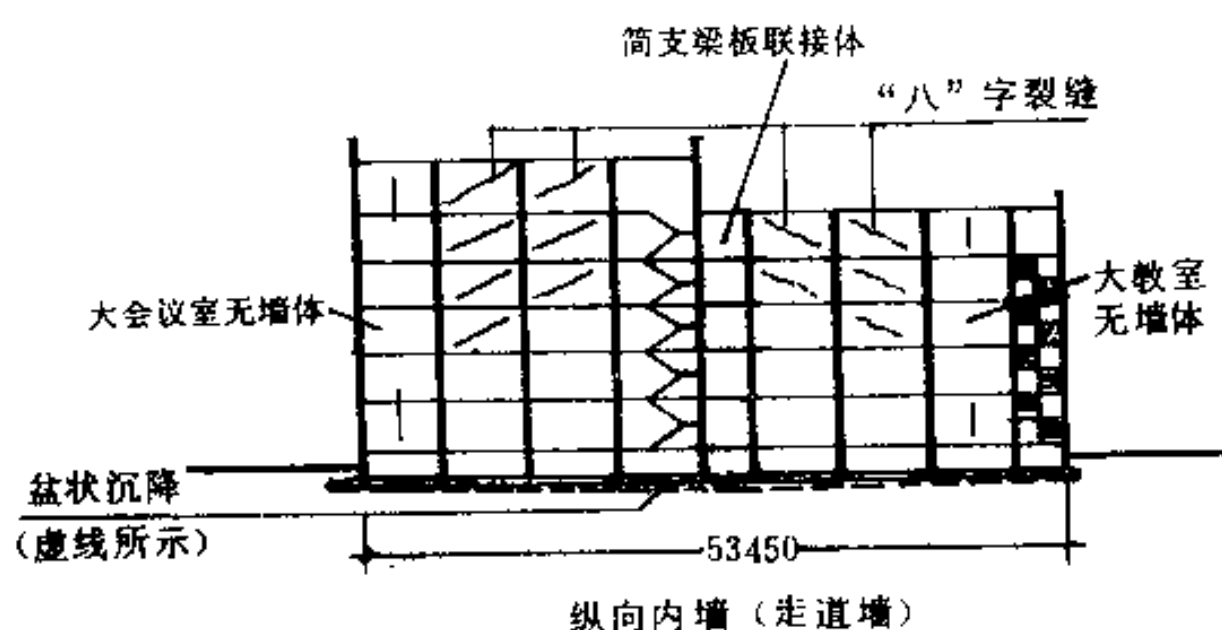 简支梁板联接体
“八”字裂缝
大会议室无墙体
大教室
无墙体
盆状沉降
(虚线所示)
53450
纵向内墙(走道墙)